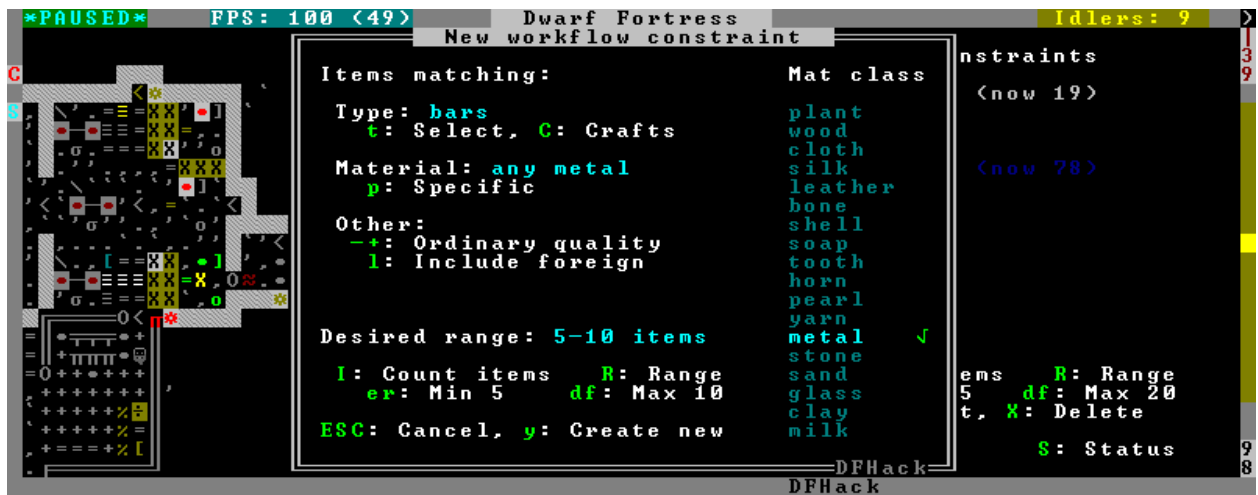 *PAUSED* FPS: 100 (49) Dwarf Fortress Idlers: 9
New workflow constraint
nstraints
Items matching: Mat class
(now 19)
Type: bars plant
t: Select, C: Crafts wood
cloth
Material: any metal silk
(now 78)
p: Specific leather
bone
Other: shell
-+: Ordinary quality soap
l: Include foreign tooth
horn
pearl
yarn
Desired range: 5-10 items metal √
stone
I: Count items R: Range sand
ems R: Range
er: Min 5 df: Max 10 glass
5 df: Max 20
clay
t, X: Delete
ESC: Cancel, y: Create new milk
S: Status
DFHack
DFHack